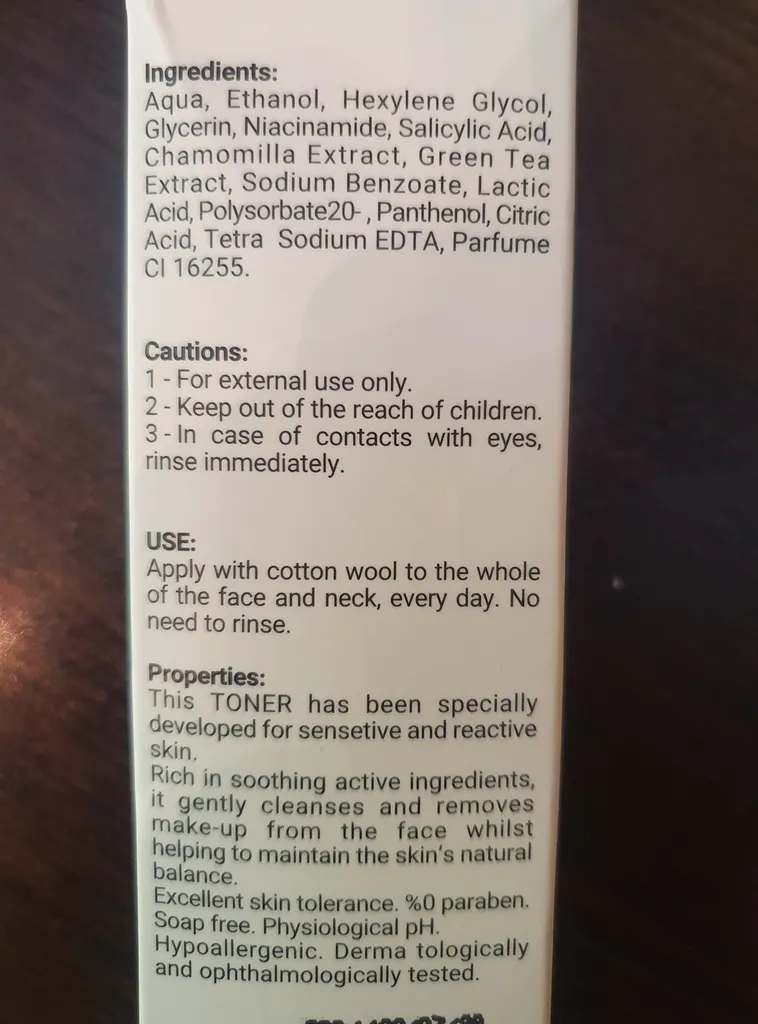 Ingredients:
Aqua, Ethanol, Hexylene Glycol,
Glycerin, Niacinamide, Salicylic Acid,
Chamomilla Extract, Green Tea
Extract, Sodium Benzoate, Lactic
Acid, Polysorbate20- , Panthenol, Citric
Acid, Tetra Sodium EDTA, Parfume
CI 16255.
Cautions:
1 - For external use only.
2 - Keep out of the reach of children.
3 - In case of contacts with eyes,
rinse immediately.
USE:
Apply with cotton wool to the whole
of the face and neck, every day. No
need to rinse.
Properties:
This TONER has been specially
developed for sensetive and reactive
skin.
Rich in soothing active ingredients,
it gently cleanses and removes
make-up from the face whilst
helping to maintain the skin's natural
balance.
Excellent skin tolerance. %0 paraben.
Soap free. Physiological pH.
Hypoallergenic. Derma tologically
and ophthalmologically tested.